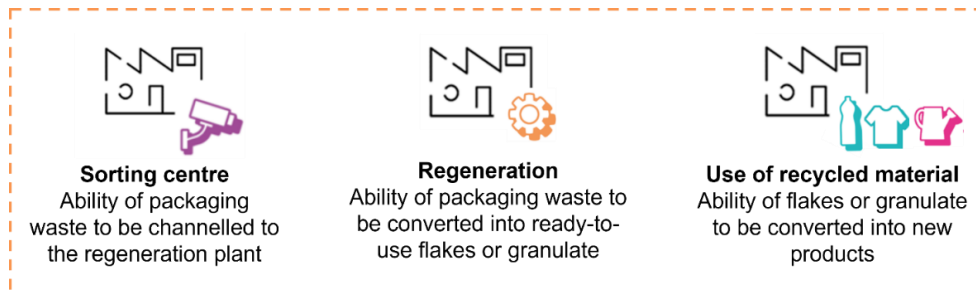 Sorting centre
Ability of packaging
waste to be channelled to
the regeneration plant
Regeneration
Ability of packaging waste to
be converted into ready-to-
use flakes or granulate
Use of recycled material
Ability of flakes or granulate
to be converted into new
products